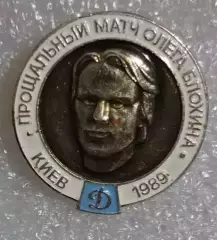 ПРОЩАЛЬНЫЙ МАТЧ ОЛЕГА БЛОХИНА
КИЕВ
Д
1989